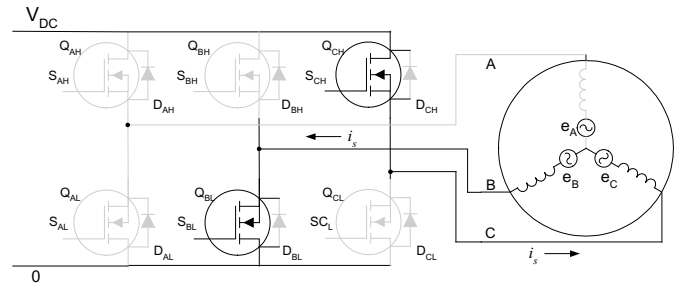 V_DC
Q_AH
Q_BH
Q_CH
S_AH
S_BH
S_CH
D_AH
D_BH
D_CH
A
e_A
i_s
e_B
e_C
B
Q_AL
Q_BL
Q_CL
S_AL
S_BL
SC_L
D_AL
D_BL
D_CL
C
i_s
0